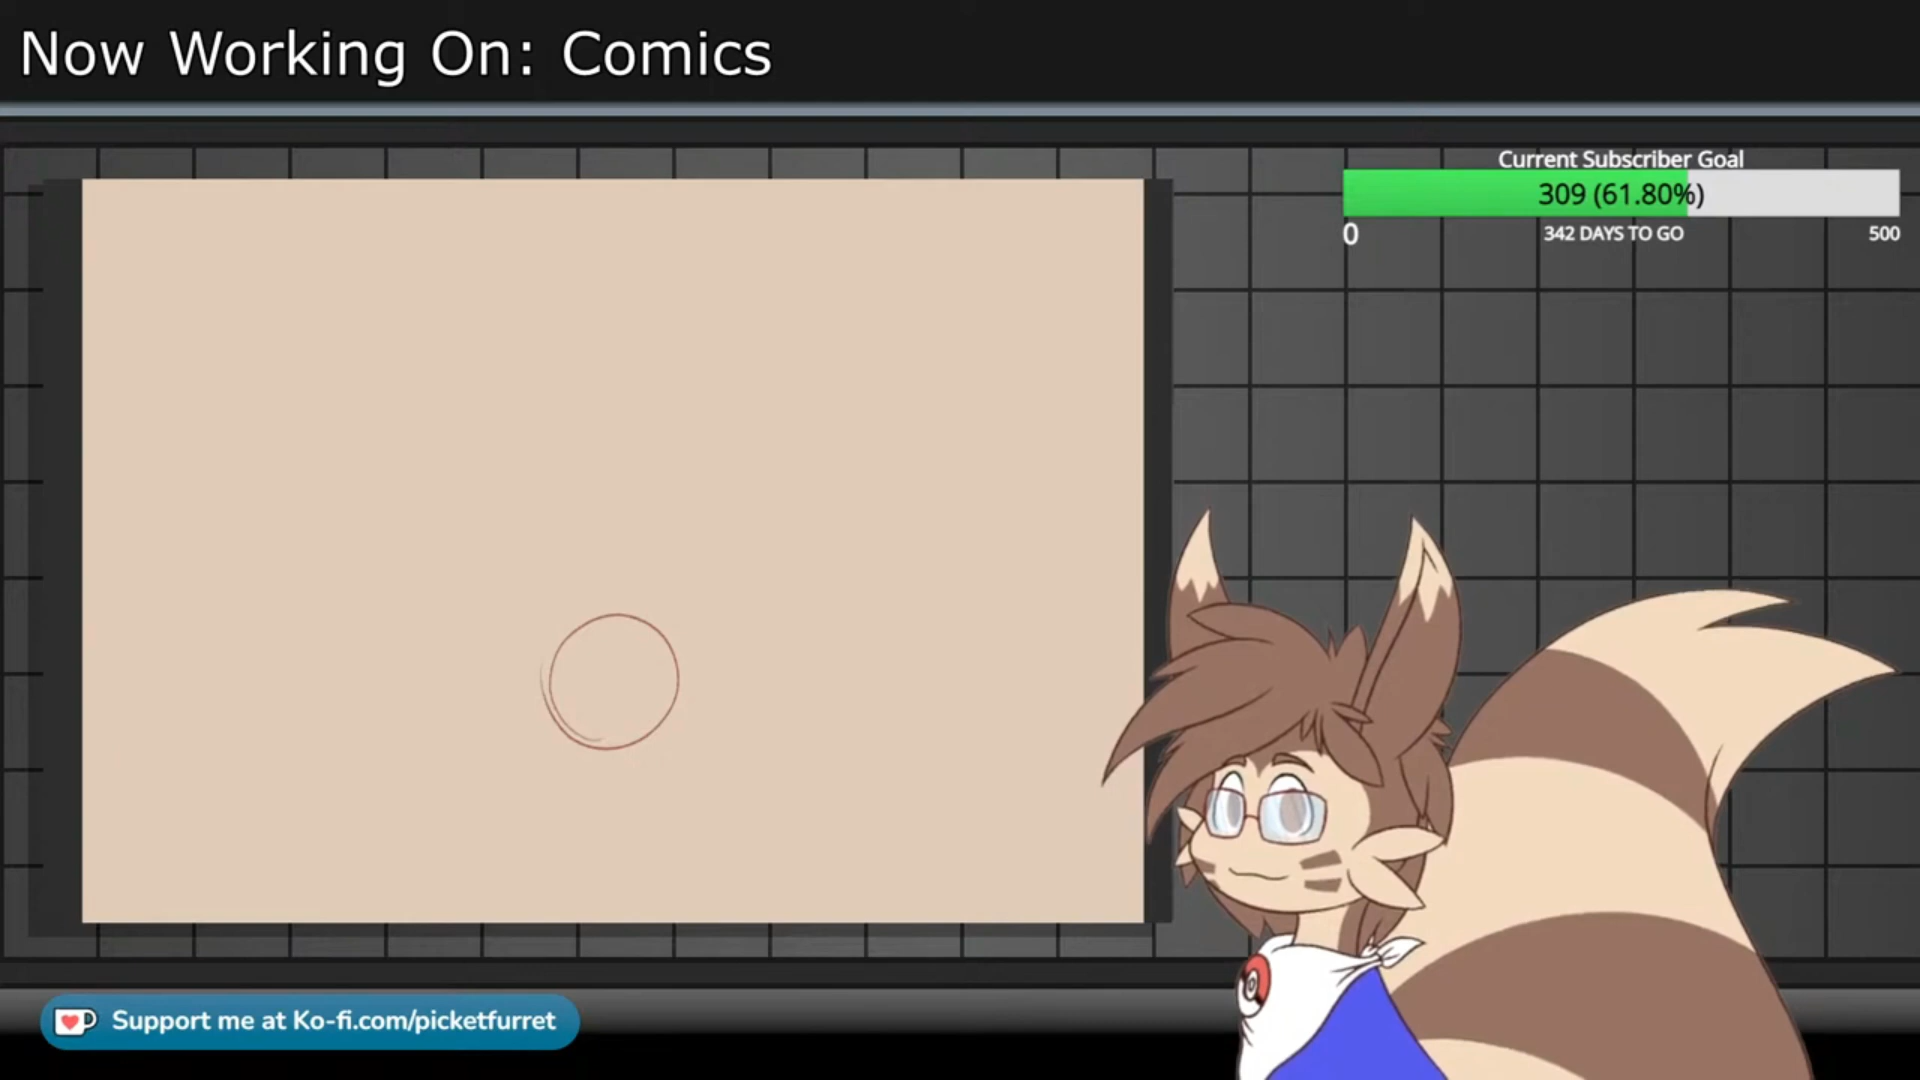 Now Working On: Comics
Current Subscriber Goal
309 (61.80%)
0 342 DAYS TO GO 500
Support me at Ko-fi.com/picketfurret